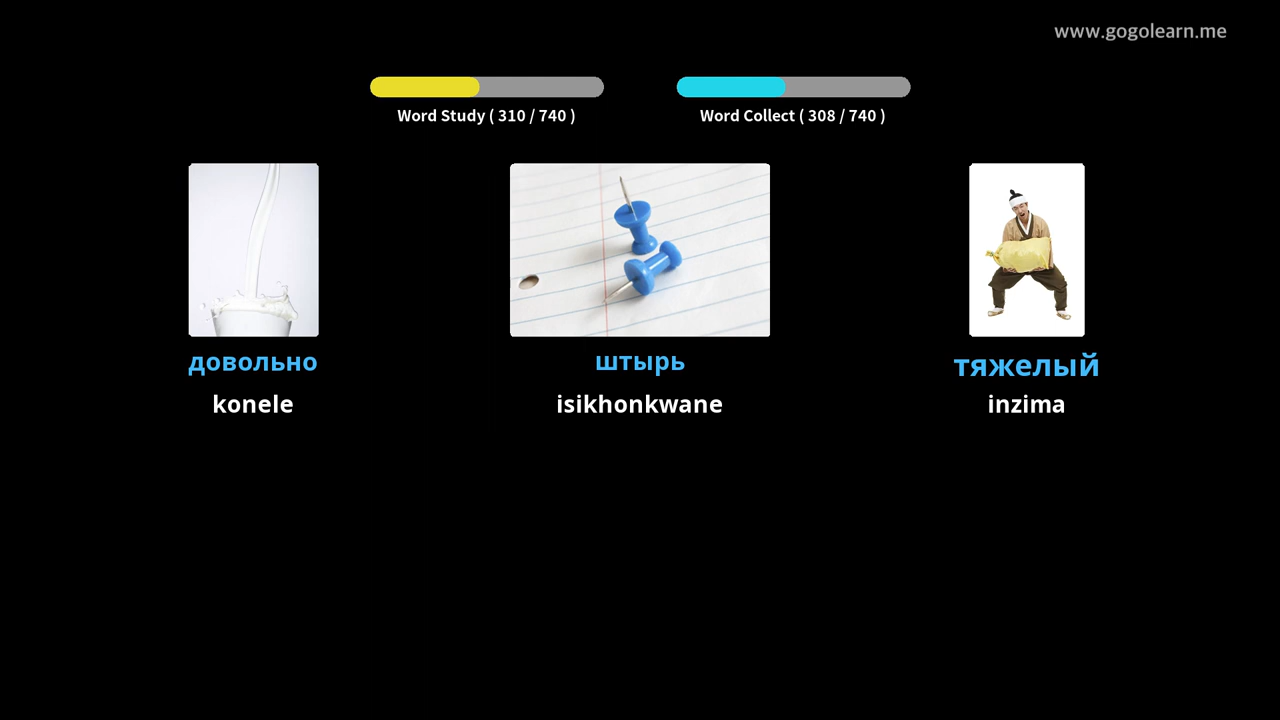 www.gogolearn.me
Word Study ( 310 / 740 )
Word Collect ( 308 / 740 )
довольно
штырь
тяжелый
konele
isikhonkwane
inzima